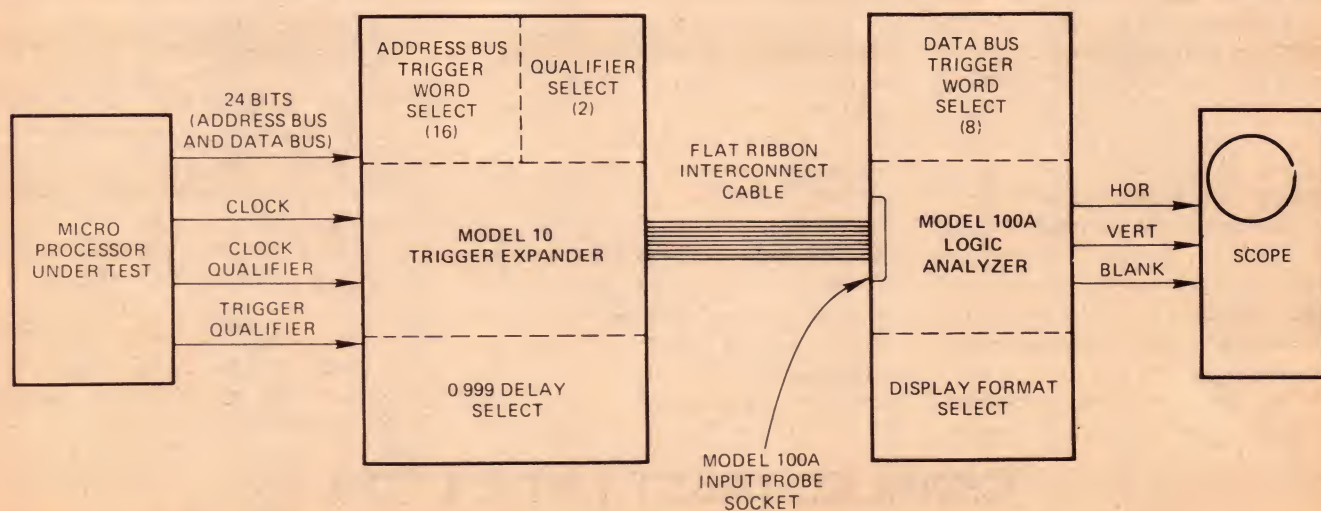 MICRO
PROCESSOR
UNDER TEST
24 BITS
(ADDRESS BUS
AND DATA BUS)
CLOCK
CLOCK
QUALIFIER
TRIGGER
QUALIFIER
ADDRESS BUS
TRIGGER
WORD
SELECT
(16)
QUALIFIER
SELECT
(2)
MODEL 10
TRIGGER EXPANDER
0 999 DELAY
SELECT
FLAT RIBBON
INTERCONNECT
CABLE
MODEL 100A
INPUT PROBE
SOCKET
DATA BUS
TRIGGER
WORD
SELECT
(8)
MODEL 100A
LOGIC
ANALYZER
DISPLAY FORMAT
SELECT
HOR
VERT
BLANK
SCOPE